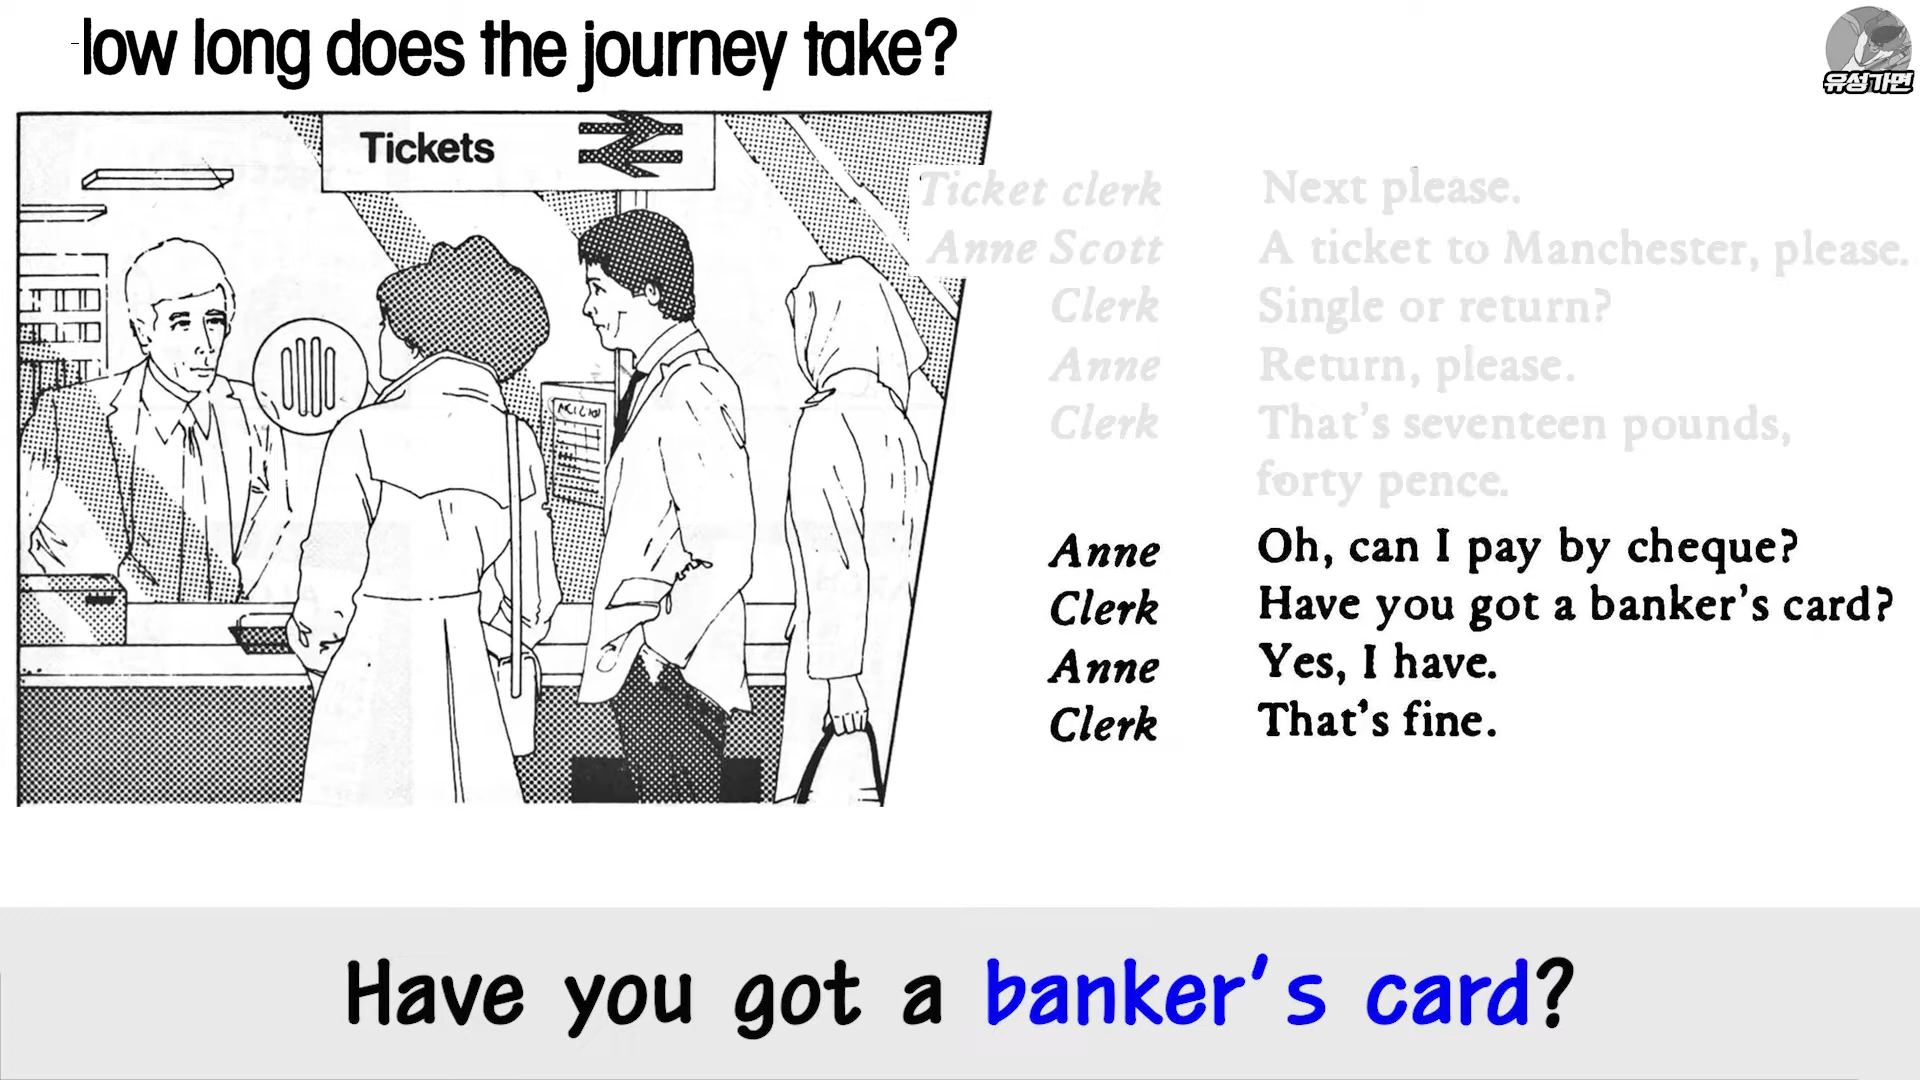 low long does the journey take?
유성가면
Tickets
Ticket clerk Next please.
Anne Scott A ticket to Manchester, please.
Clerk Single or return?
Anne Return, please.
Clerk That's seventeen pounds,
forty pence.
Anne Oh, can I pay by cheque?
Clerk Have you got a banker's card?
Anne Yes, I have.
Clerk That's fine.
Have you got a banker's card?